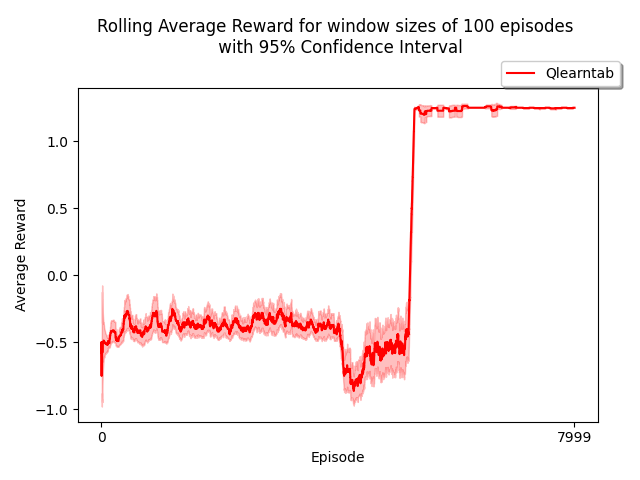 Rolling Average Reward for window sizes of 100 episodes
with 95% Confidence Interval
Qlearntab
1.0
0.5
0.0
−0.5
−1.0
Average Reward
0
7999
Episode